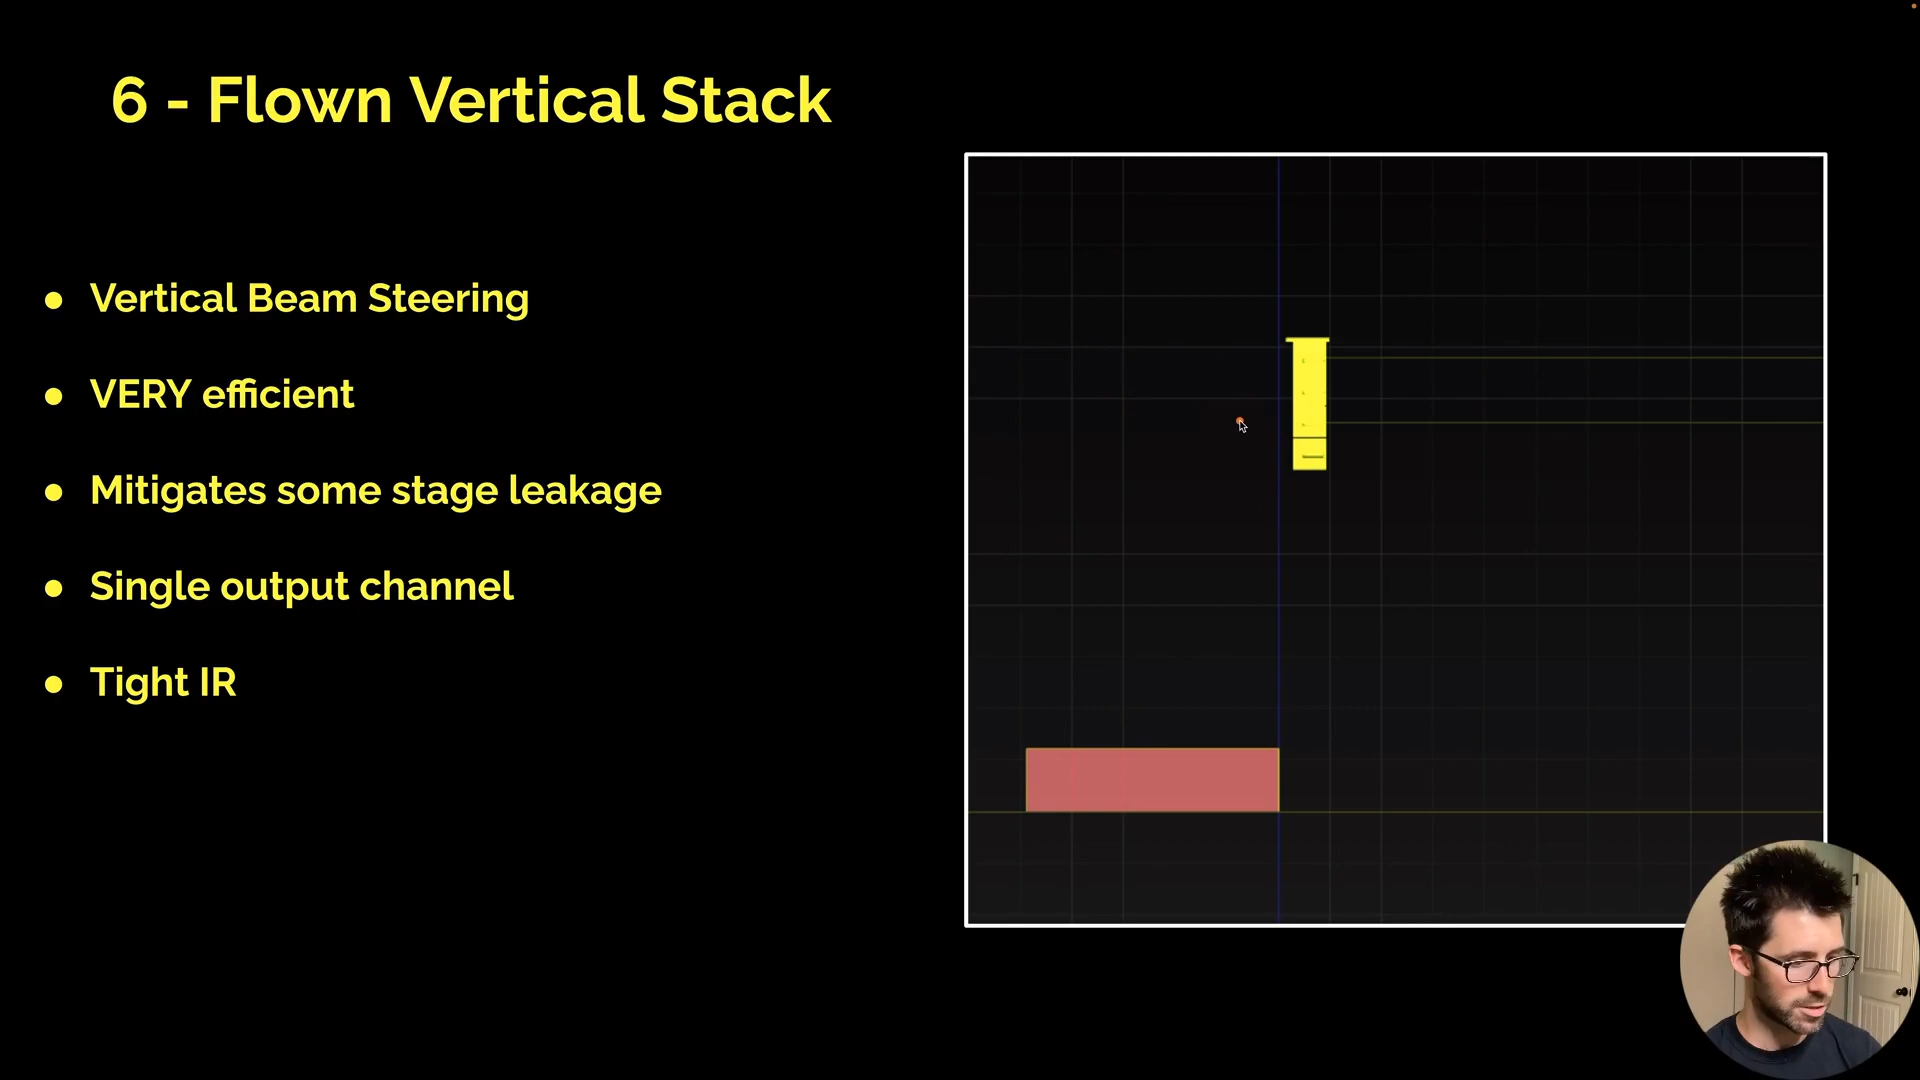 6 - Flown Vertical Stack
● Vertical Beam Steering
● VERY efficient
● Mitigates some stage leakage
● Single output channel
● Tight IR